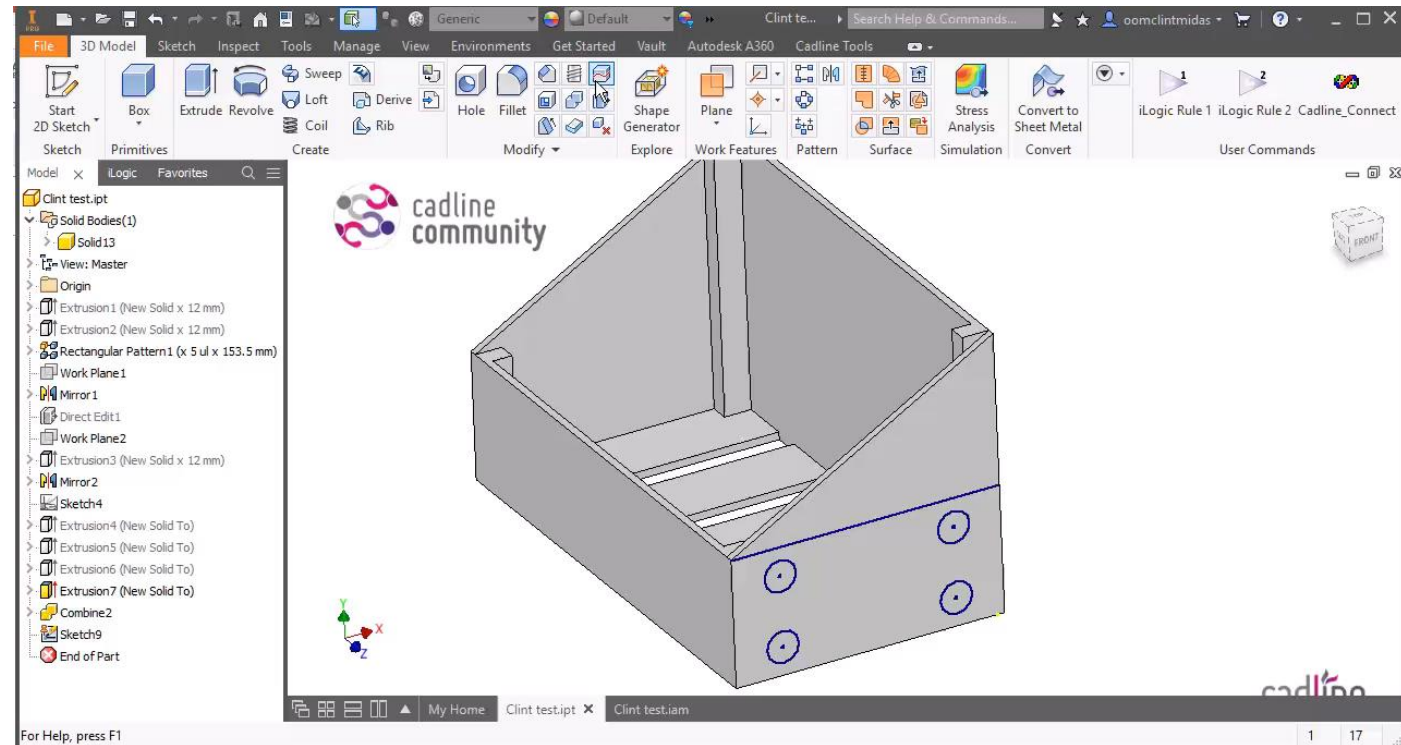 I PRO Generic Default Clint te... Search Help & Commands... oomclintmidas
File 3D Model Sketch Inspect Tools Manage View Environments Get Started Vault Autodesk A360 Cadline Tools
Start 2D Sketch
Box
Extrude Revolve
Sweep
Loft
Coil
Derive
Rib
Hole Fillet
Shape Generator
Plane
Stress Analysis
Convert to Sheet Metal
1 iLogic Rule 1
2 iLogic Rule 2
Cadline_Connect
Sketch Primitives Create Modify Explore Work Features Pattern Surface Simulation Convert User Commands
Model iLogic Favorites
Clint test.ipt
Solid Bodies(1)
Solid13
View: Master
Origin
Extrusion1 (New Solid x 12 mm)
Extrusion2 (New Solid x 12 mm)
Rectangular Pattern1 (x 5 ul x 153.5 mm)
Work Plane1
Mirror1
Direct Edit1
Work Plane2
Extrusion3 (New Solid x 12 mm)
Mirror2
Sketch4
Extrusion4 (New Solid To)
Extrusion5 (New Solid To)
Extrusion6 (New Solid To)
Extrusion7 (New Solid To)
Combine2
Sketch9
End of Part
cadline
community
FRONT
Y
X
Z
cadline
My Home Clint test.ipt Clint test.iam
For Help, press F1
1 17